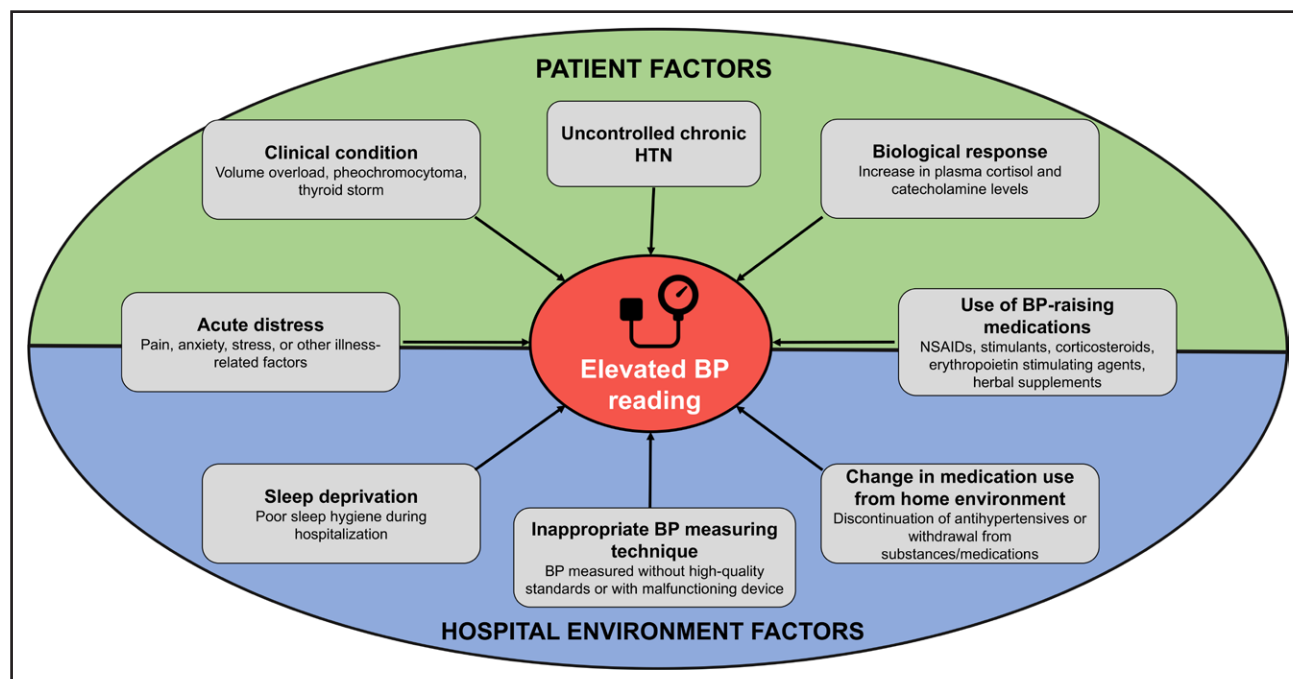 PATIENT FACTORS
Clinical condition
Volume overload, pheochromocytoma,
thyroid storm
Uncontrolled chronic
HTN
Biological response
Increase in plasma cortisol and
catecholamine levels
Acute distress
Pain, anxiety, stress, or other illness-
related factors
Elevated BP
reading
Use of BP-raising
medications
NSAIDs, stimulants, corticosteroids,
erythropoietin stimulating agents,
herbal supplements
Sleep deprivation
Poor sleep hygiene during
hospitalization
Inappropriate BP measuring
technique
BP measured without high-quality
standards or with malfunctioning device
Change in medication use
from home environment
Discontinuation of antihypertensives or
withdrawal from
substances/medications
HOSPITAL ENVIRONMENT FACTORS